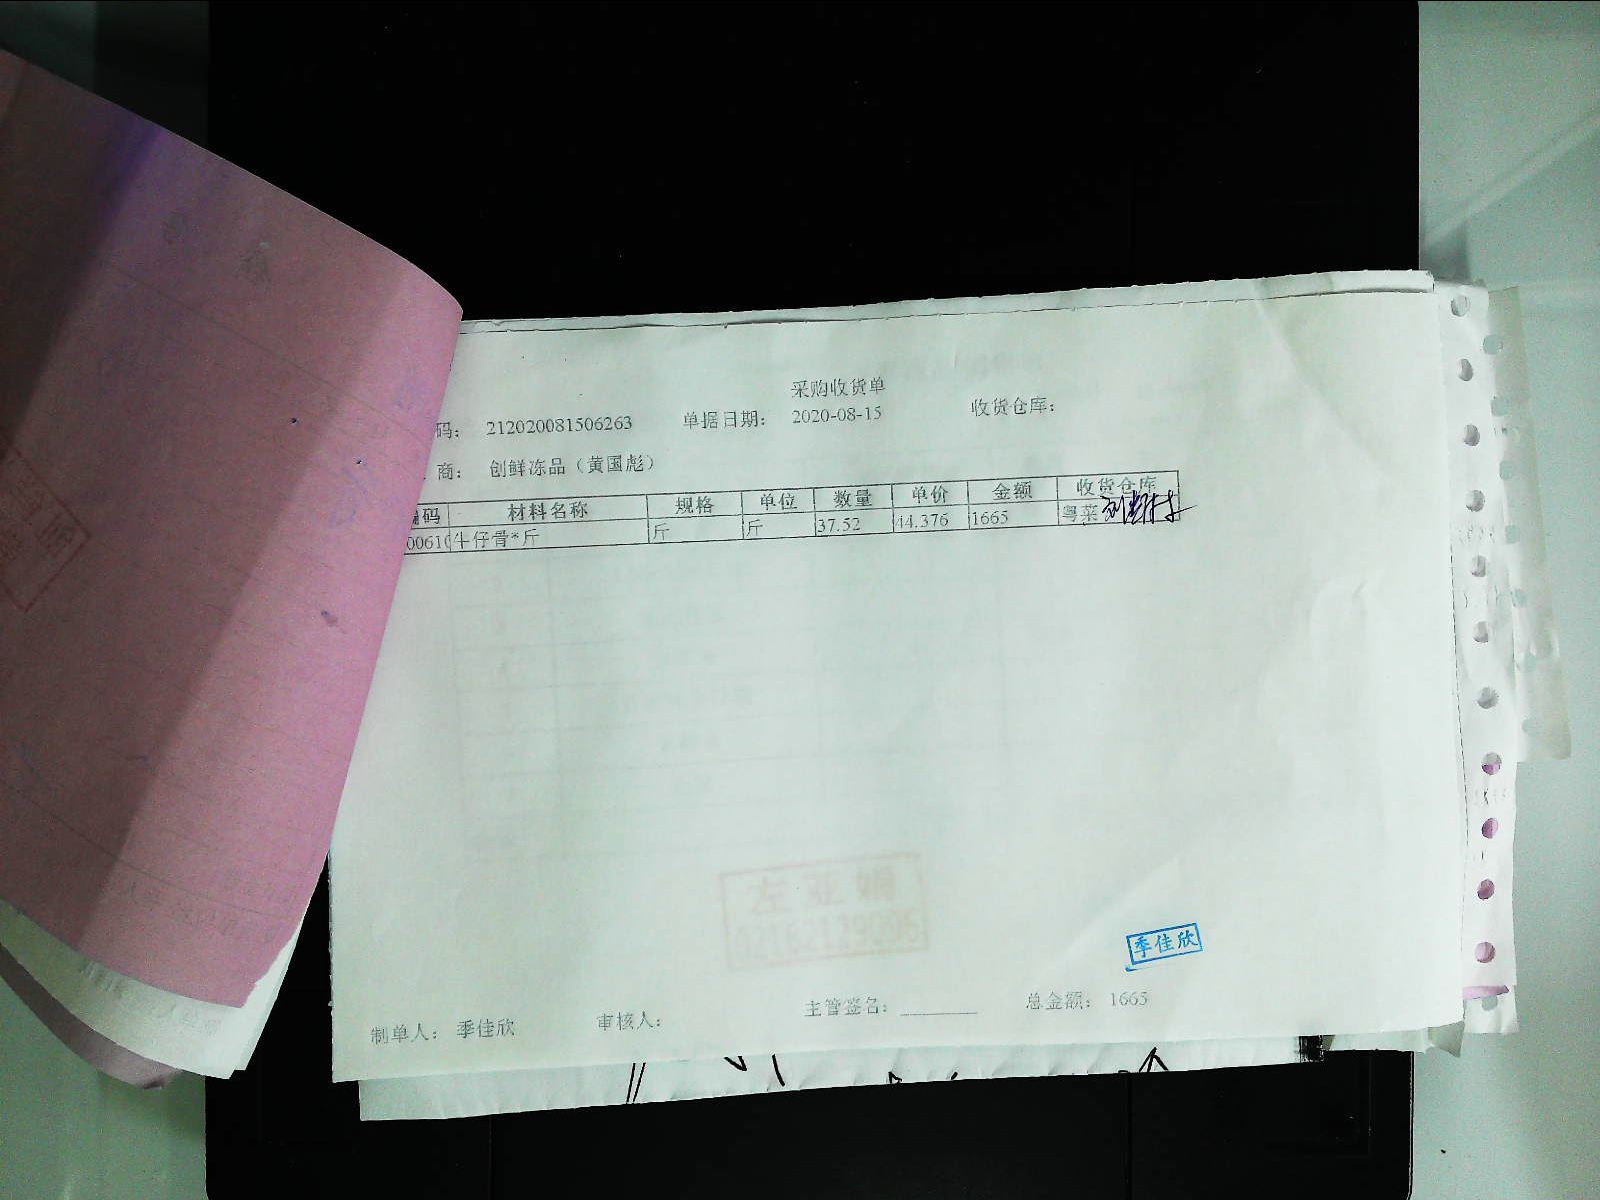 采购收货单
码： 212020081506263 单据日期： 2020-08-15 收货仓库：
商： 创鲜冻品（黄国彪）
编码 材料名称 规格 单位 数量 单价 金额 收货仓库
00610 牛仔骨*斤 斤 斤 37.52 44.376 1665 粤菜
季佳欣
制单人： 季佳欣 审核人： 主管签名： 总金额： 1665